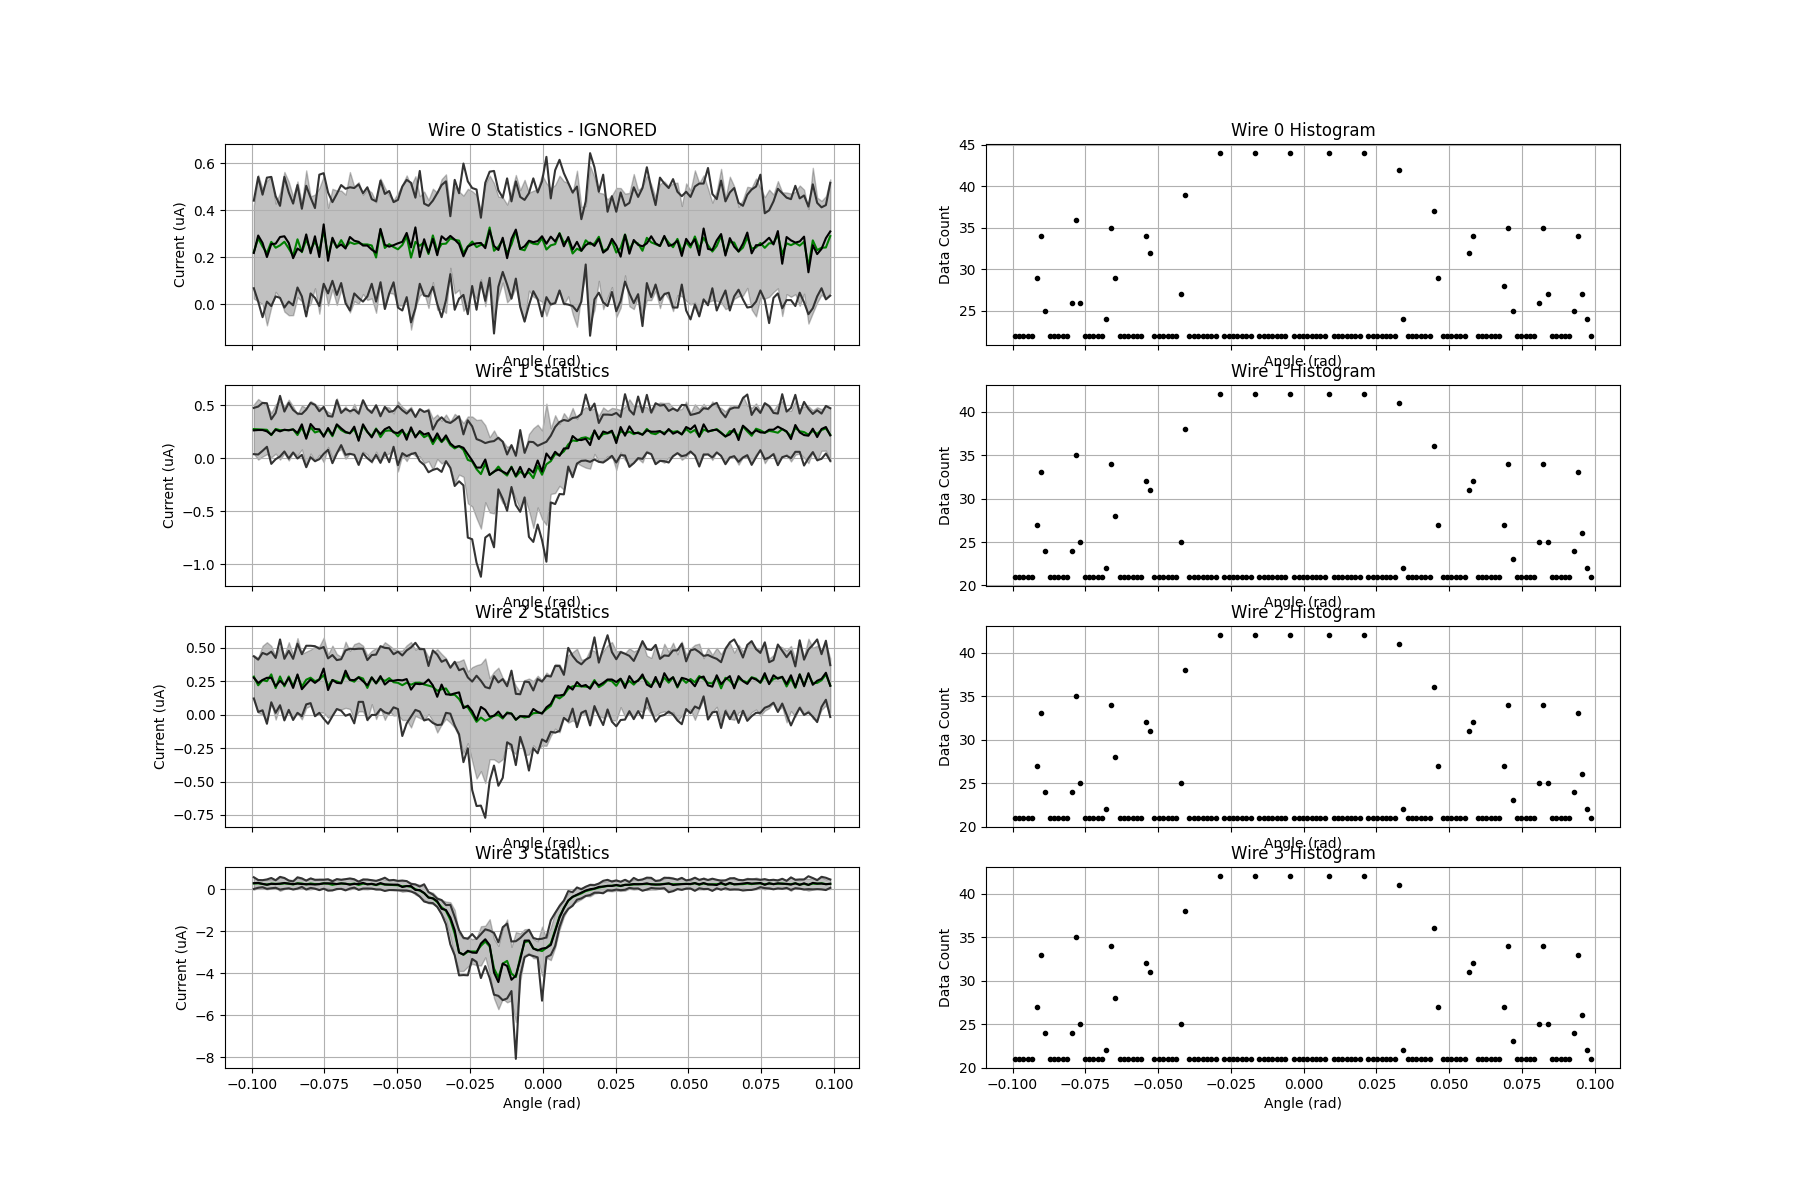 Wire 0 Statistics - IGNORED
Current (uA)
0.6
0.4
0.2
0.0
Angle (rad)
Wire 0 Histogram
Data Count
45
40
35
30
25
Angle (rad)
Wire 1 Statistics
Current (uA)
0.5
0.0
−0.5
−1.0
Angle (rad)
Wire 1 Histogram
Data Count
40
35
30
25
20
Angle (rad)
Wire 2 Statistics
Current (uA)
0.50
0.25
0.00
−0.25
−0.50
−0.75
Angle (rad)
Wire 2 Histogram
Data Count
40
35
30
25
20
Angle (rad)
Wire 3 Statistics
Current (uA)
0
−2
−4
−6
−8
−0.100 −0.075 −0.050 −0.025 0.000 0.025 0.050 0.075 0.100
Angle (rad)
Wire 3 Histogram
Data Count
40
35
30
25
20
−0.100 −0.075 −0.050 −0.025 0.000 0.025 0.050 0.075 0.100
Angle (rad)